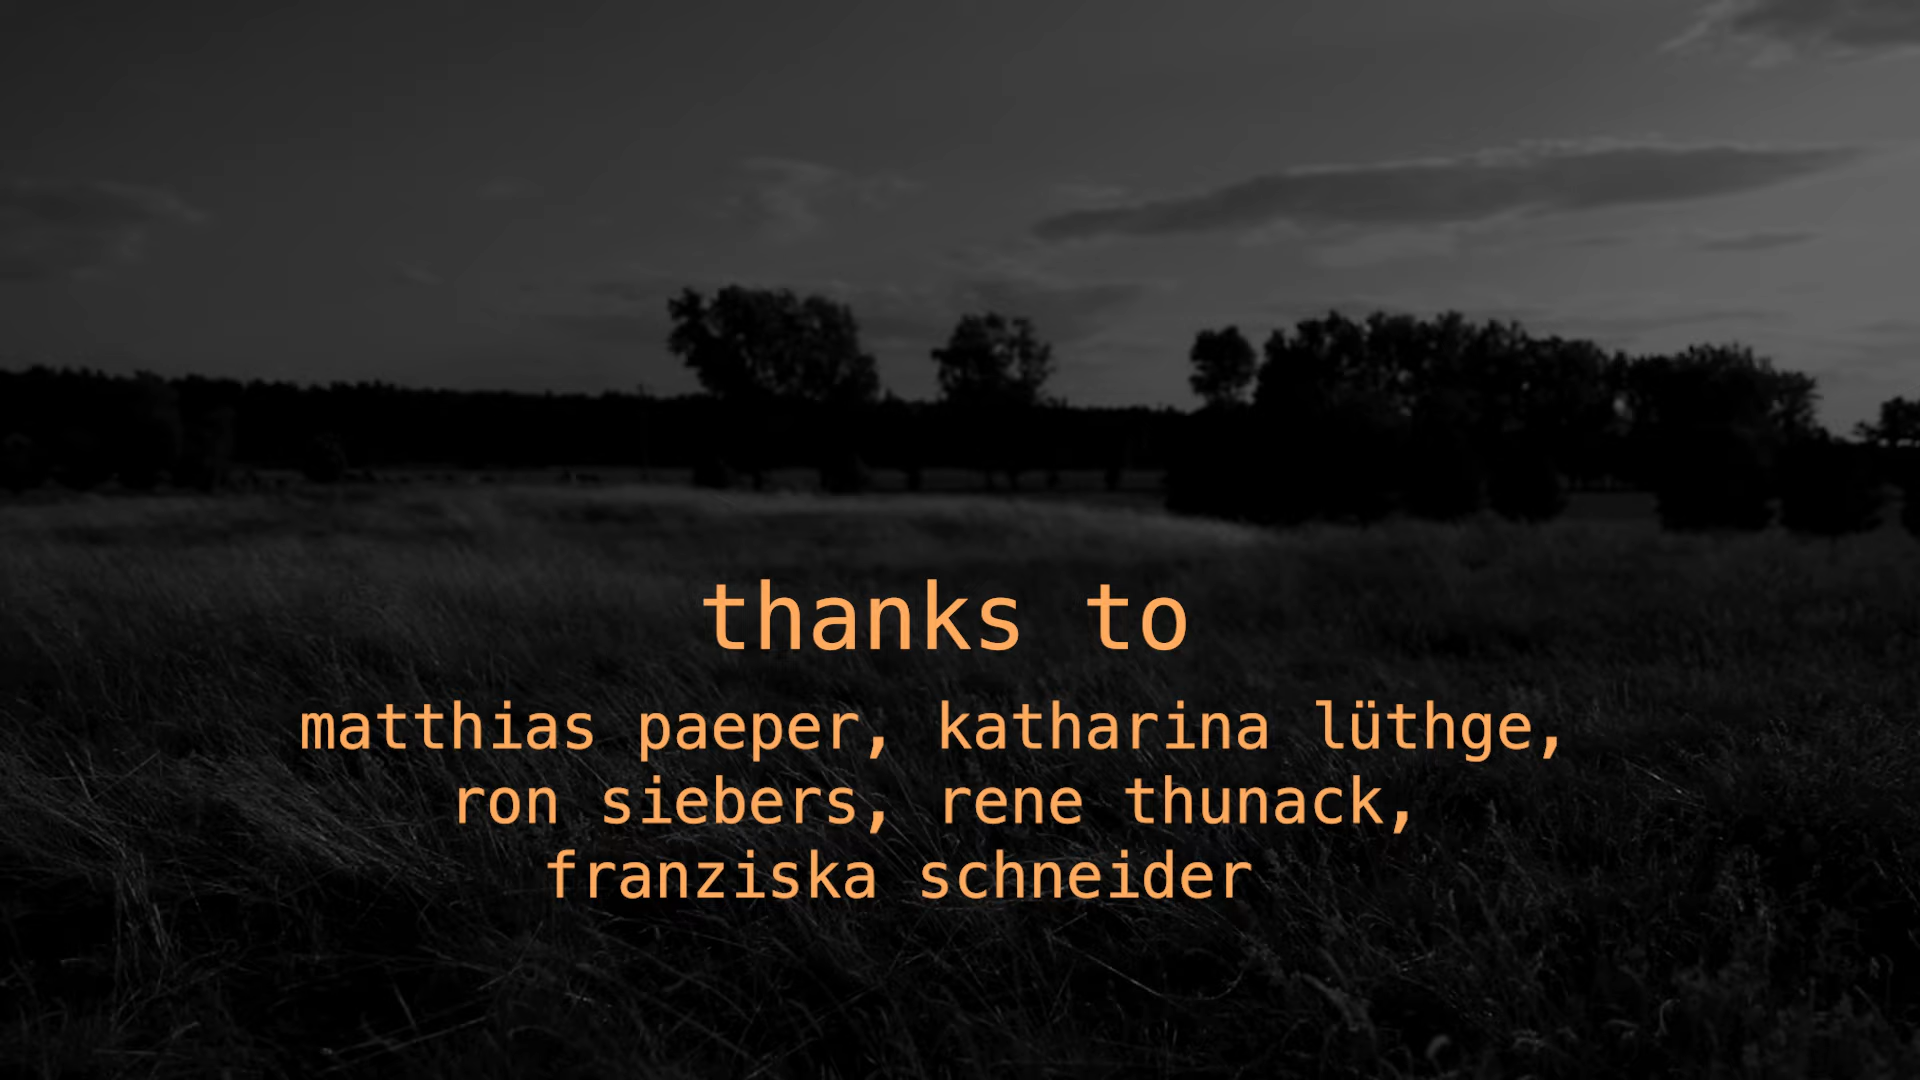 thanks to
matthias paeper, katharina lüthge,
ron siebers, rene thunack,
franziska schneider